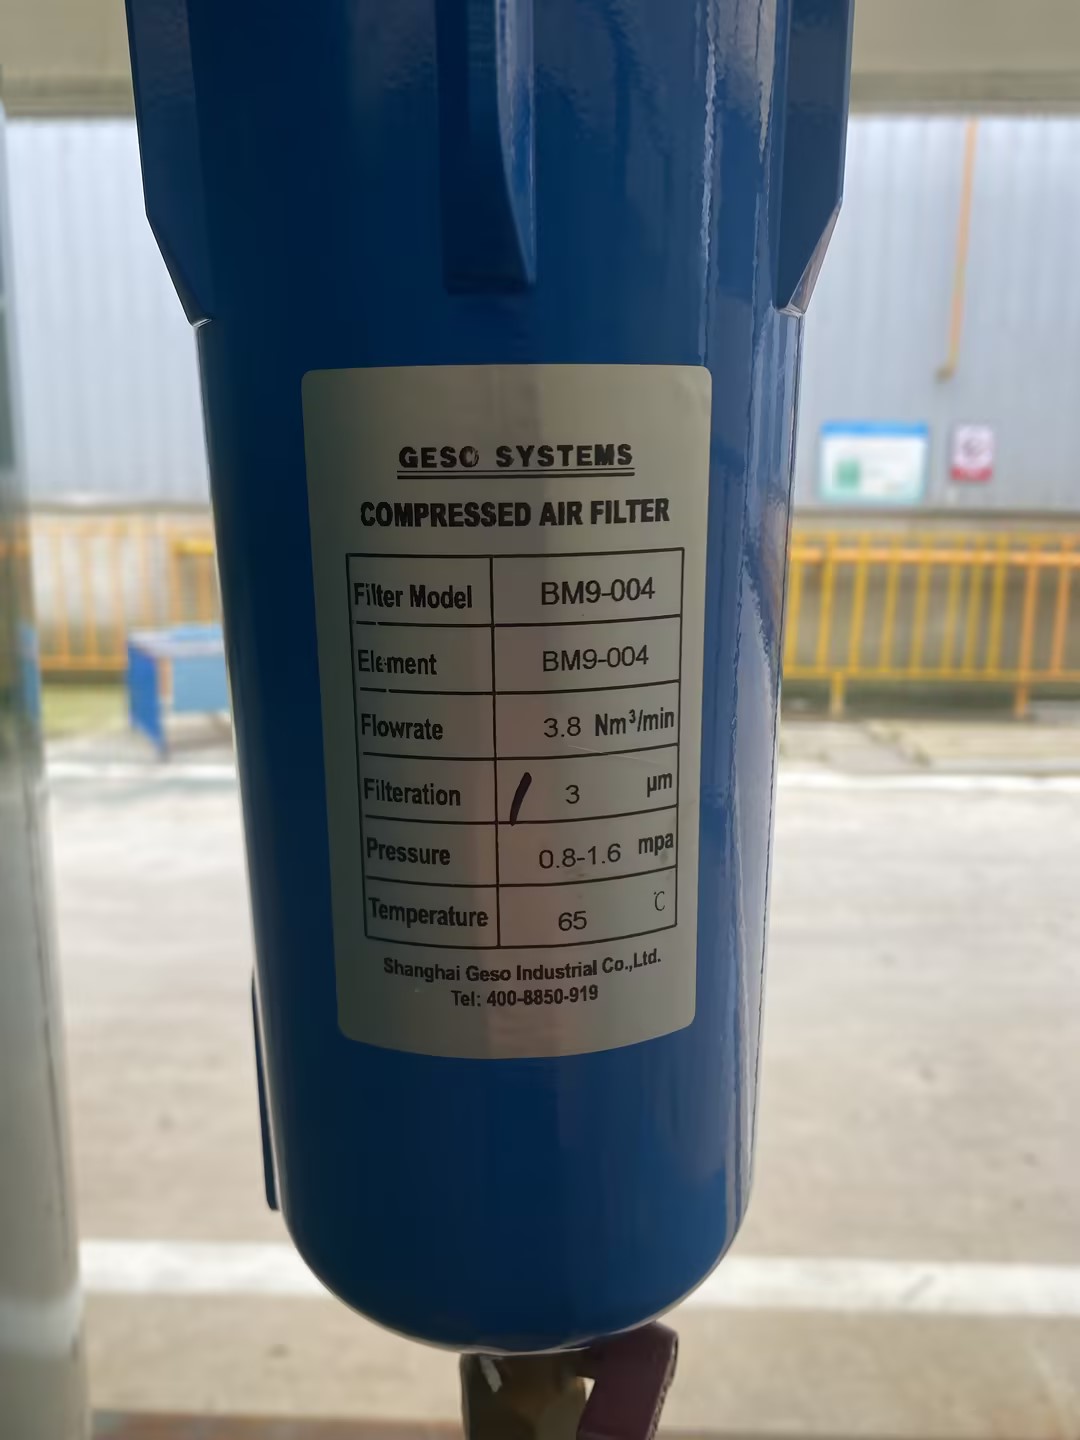 GESO SYSTEMS
COMPRESSED AIR FILTER
Filter Model BM9-004
Element BM9-004
Flowrate 3.8 Nm³/min
Filteration 3 μm
Pressure 0.8-1.6 mpa
Temperature 65 ℃
Shanghai Geso Industrial Co.,Ltd.
Tel: 400-8850-919